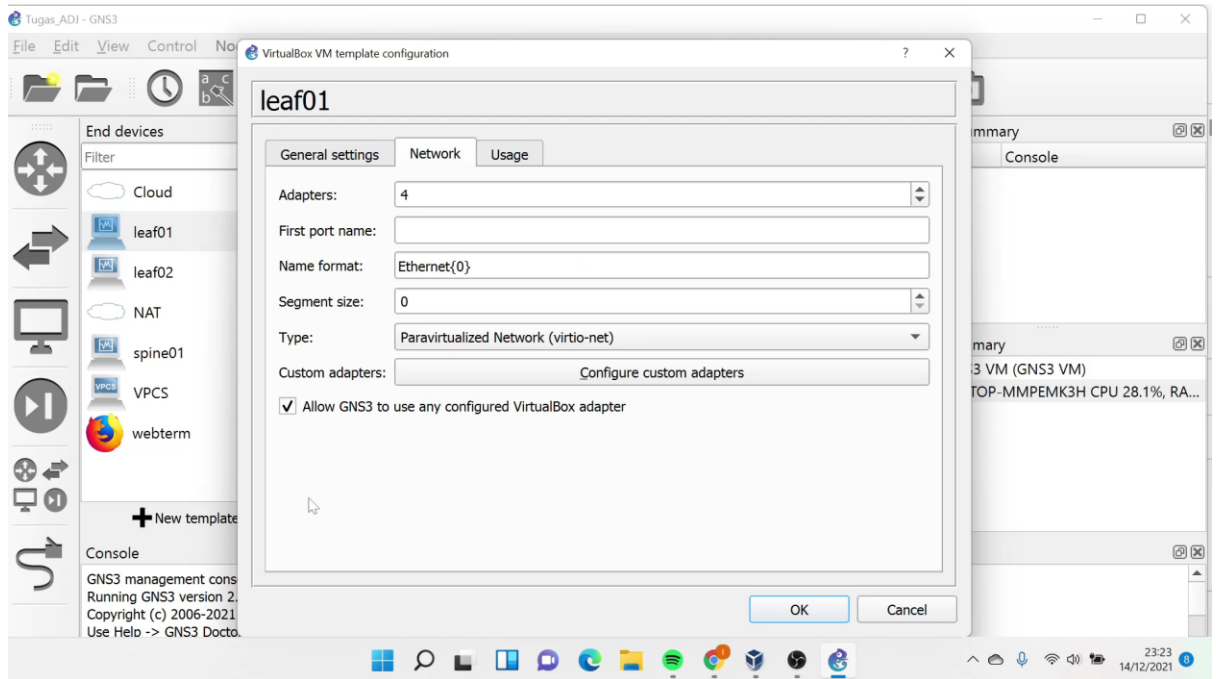 Tugas_ADJ - GNS3
File Edit View Control No
VirtualBox VM template configuration
leaf01
General settings Network Usage
Adapters: 4
First port name:
Name format: Ethernet{0}
Segment size: 0
Type: Paravirtualized Network (virtio-net)
Custom adapters: Configure custom adapters
Allow GNS3 to use any configured VirtualBox adapter
OK Cancel
a c
b
End devices
Filter
Cloud
leaf01
leaf02
NAT
spine01
VPCS
VPCS
webterm
New template
Console
GNS3 management cons
Running GNS3 version 2.
Copyright (c) 2006-2021
Use Help -> GNS3 Docto
mmary
Console
mary
3 VM (GNS3 VM)
TOP-MMPEMK3H CPU 28.1%, RA...
23:23
14/12/2021
8